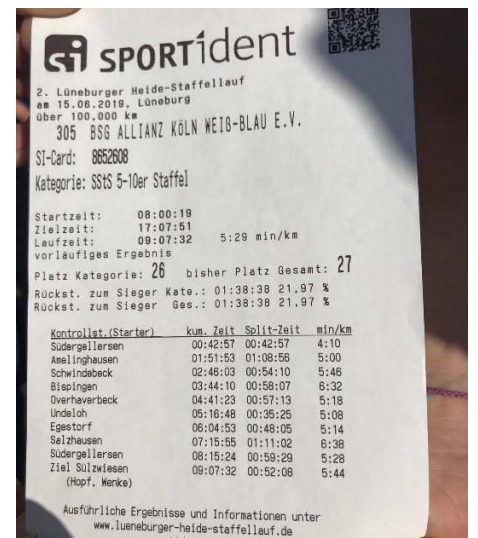 SPORTident
2. Lüneburger Heide-Staffellauf
am 15.06.2019, Lüneburg
über 100,000 km
305 BSG ALLIANZ KÖLN WEIß-BLAU E.V.
SI-Card: 8652608
Kategorie: SStS 5-10er Staffel
Startzeit: 08:00:19
Zielzeit: 17:07:51
Laufzeit: 09:07:32 5:29 min/km
vorläufiges Ergebnis
Platz Kategorie: 26 bisher Platz Gesamt: 27
Rückst. zum Sieger Kate.: 01:38:38 21,97 %
Rückst. zum Sieger Ges.: 01:38:38 21,97 %
Kontrollst.(Starter) kum. Zeit Split-Zeit min/km
Südergellersen 00:42:57 00:42:57 4:10
Amelinghausen 01:51:53 01:08:56 5:00
Schwindebeck 02:46:03 00:54:10 5:46
Bispingen 03:44:10 00:58:07 6:32
Overhaverbeck 04:41:23 00:57:13 5:18
Undeloh 05:16:48 00:35:25 5:08
Egestorf 06:04:53 00:48:05 5:14
Salzhausen 07:15:55 01:11:02 6:38
Südergellersen 08:15:24 00:59:29 5:28
Ziel Sülzwiesen 09:07:32 00:52:08 5:44
(Hopf, Wenke)
Ausführliche Ergebnisse und Informationen unter
www.lueneburger-heide-staffellauf.de